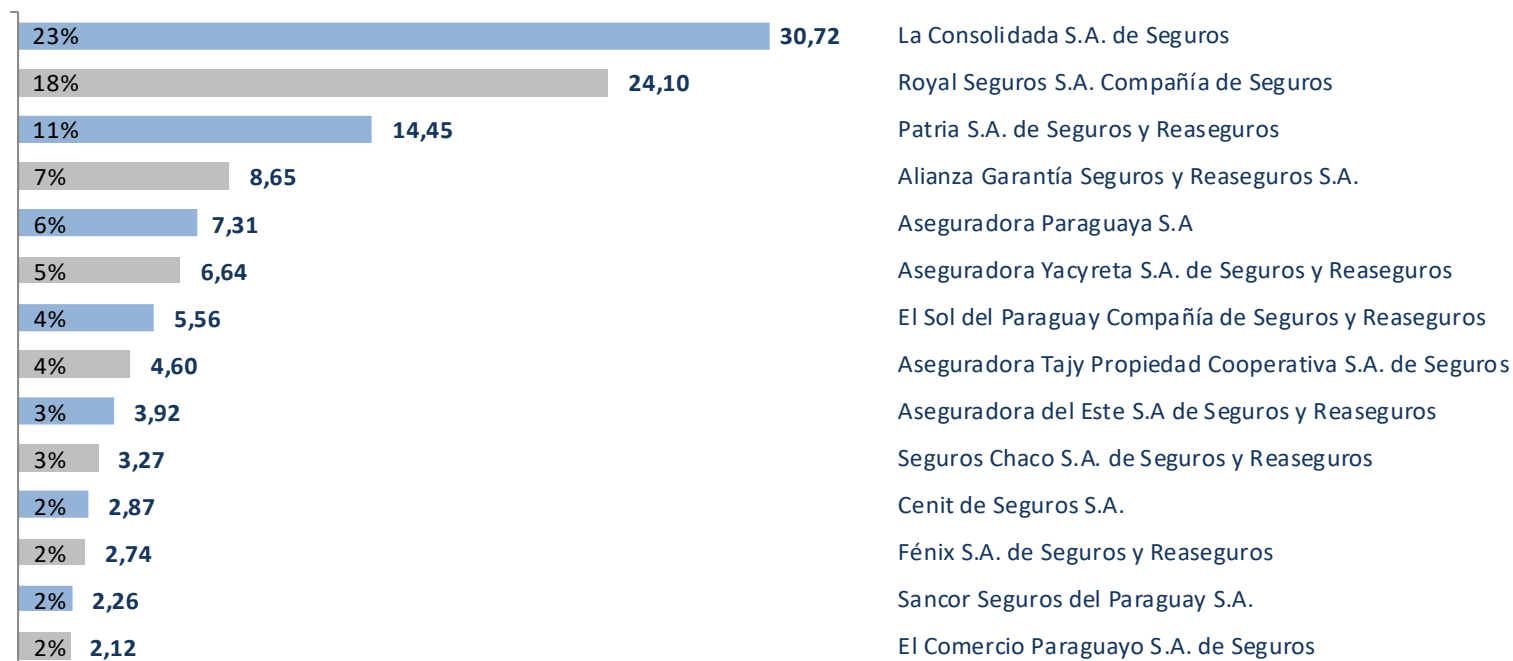 23% 30,72 La Consolidada S.A. de Seguros
18% 24,10 Royal Seguros S.A. Compañía de Seguros
11% 14,45 Patria S.A. de Seguros y Reaseguros
7% 8,65 Alianza Garantía Seguros y Reaseguros S.A.
6% 7,31 Aseguradora Paraguaya S.A
5% 6,64 Aseguradora Yacyreta S.A. de Seguros y Reaseguros
4% 5,56 El Sol del Paraguay Compañía de Seguros y Reaseguros
4% 4,60 Aseguradora Tajy Propiedad Cooperativa S.A. de Seguros
3% 3,92 Aseguradora del Este S.A de Seguros y Reaseguros
3% 3,27 Seguros Chaco S.A. de Seguros y Reaseguros
2% 2,87 Cenit de Seguros S.A.
2% 2,74 Fénix S.A. de Seguros y Reaseguros
2% 2,26 Sancor Seguros del Paraguay S.A.
2% 2,12 El Comercio Paraguayo S.A. de Seguros